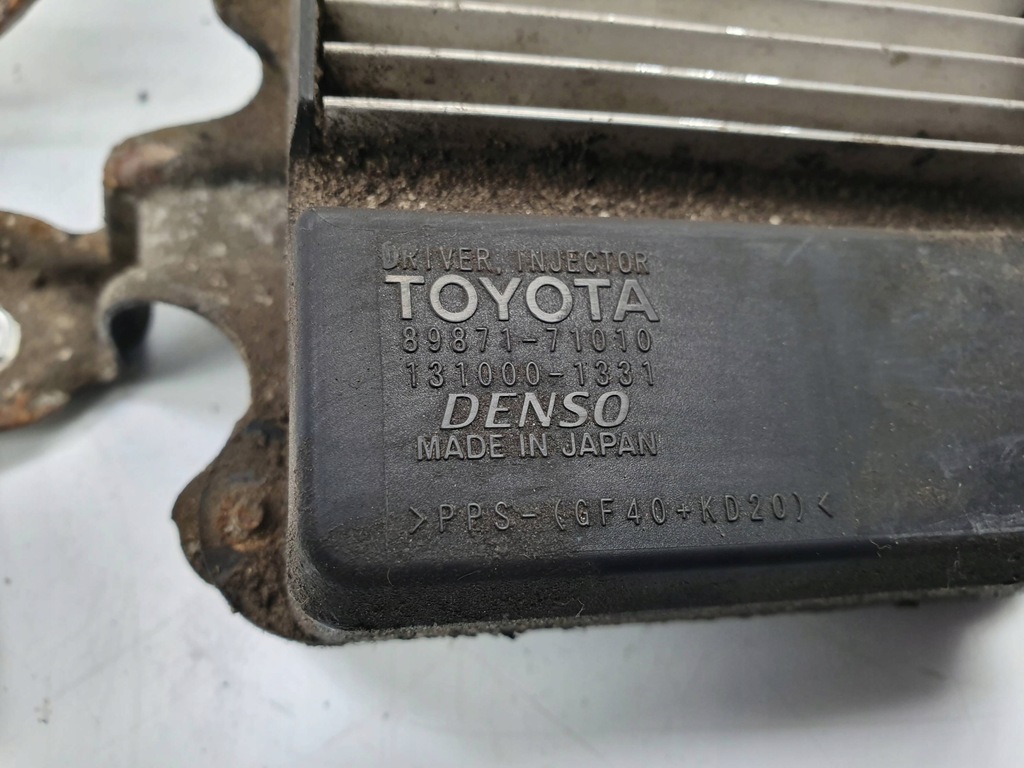 DRIVER, INJECTOR
TOYOTA
89871-71010
131000-1331
DENSO
MADE IN JAPAN
>PPS-(GF40+KD20)<